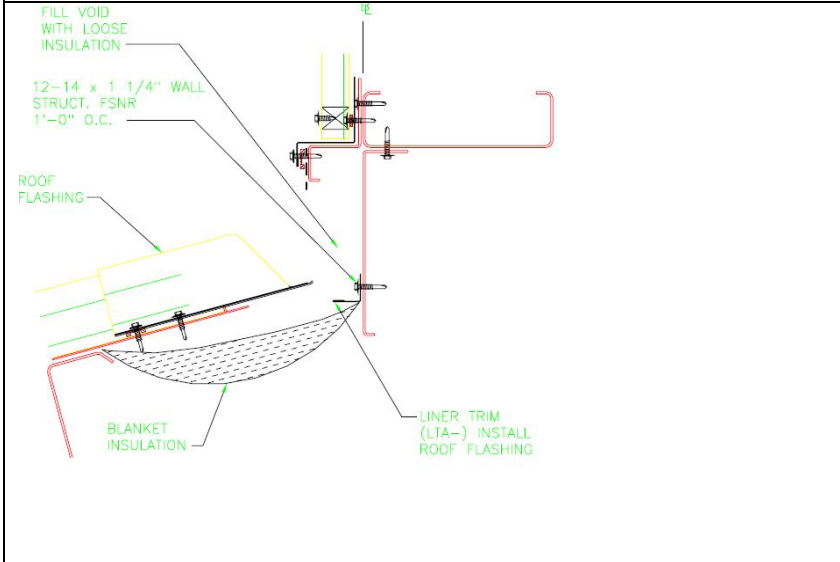 FILL VOID
WITH LOOSE
INSULATION
12-14 x 1 1/4" WALL
STRUCT. FSNR
1'-0" O.C.
ROOF
FLASHING
BLANKET
INSULATION
LINER TRIM
(LTA-) INSTALL
ROOF FLASHING